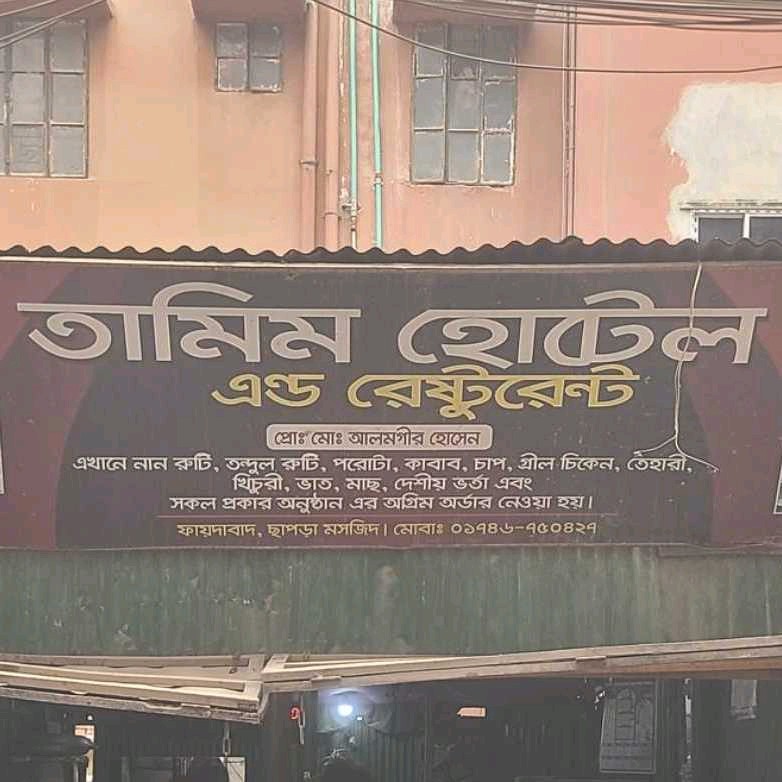 তামিম হোটেল
এন্ড রেষ্টুরেন্ট
প্রোঃ মোঃ আলমগীর হোসেন
এখানে নান রুটি, তন্দুল রুটি, পরোটা, কাবাব, চাপ, গ্রীল চিকেন, তেহারী,
খিচুরী, ভাত, মাছ, দেশীয় ভর্তা এবং
সকল প্রকার অনুষ্ঠান এর অগ্রিম অর্ডার নেওয়া হয়।
ফায়দাবাদ, ছাপড়া মসজিদ। মোবাঃ ০১৭৪৬-৭৫০৪২৭